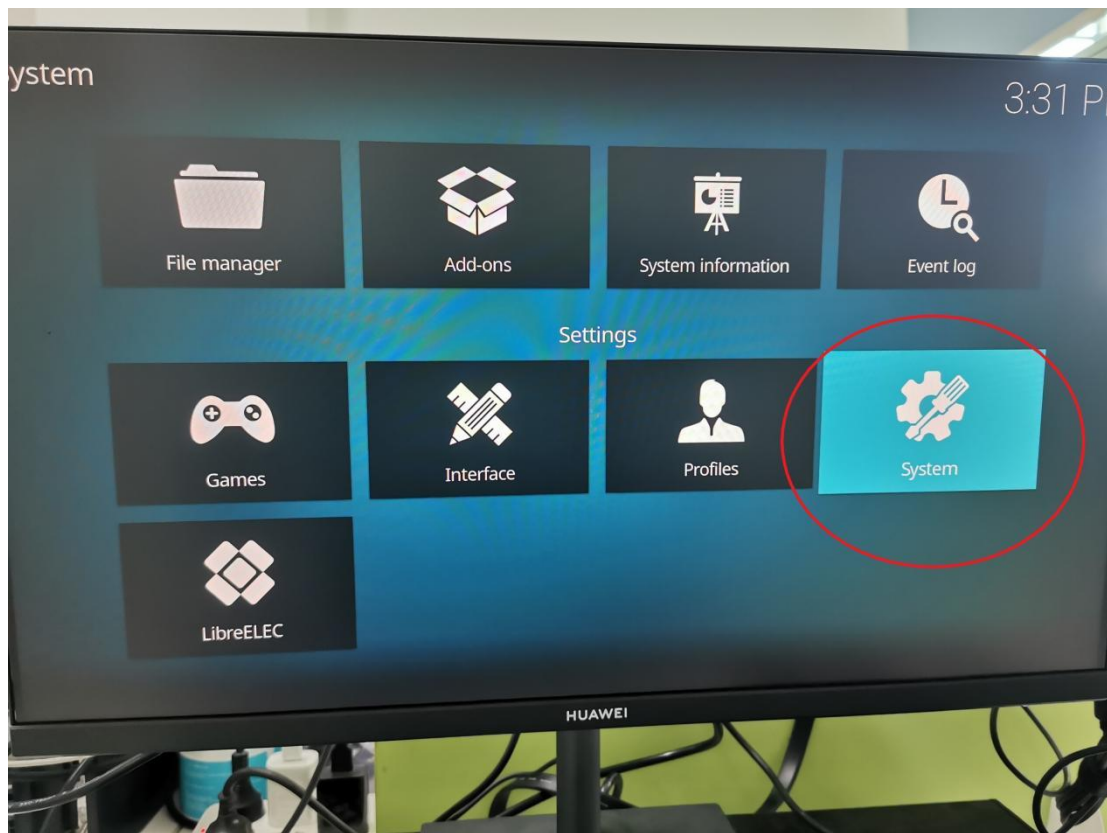 ystem
3:31 P
File manager
Add-ons
System information
Event log
Settings
Games
Interface
Profiles
System
LibreELEC
HUAWEI